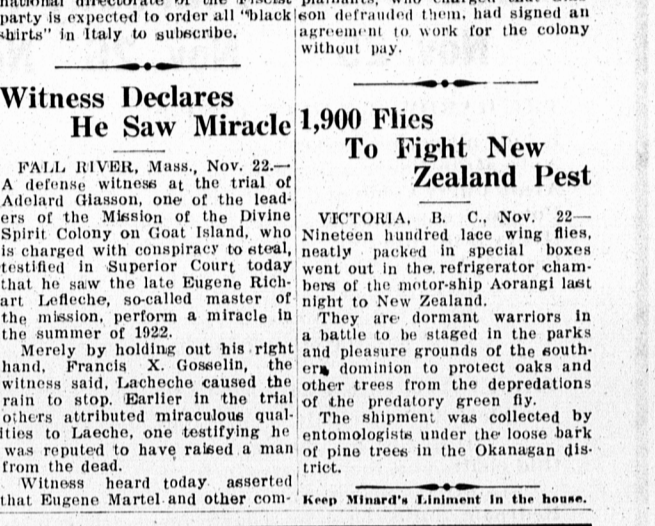 party is expected to order all "black
shirts" in Italy to subscribe.
Witness Declares
He Saw Miracle
FALL RIVER, Mass., Nov. 22.—
A defense witness at the trial of
Adelard Giasson, one of the lead-
ers of the Mission of the Divine
Spirit Colony on Goat Island, who
is charged with conspiracy to steal,
testified in Superior Court today
that he saw the late Eugene Rich-
art Lefleche, so-called master of
the mission, perform a miracle in
the summer of 1922.
Merely by holding out his right
hand, Francis X. Gosselin, the
witness said, Lacheche caused the
rain to stop. Earlier in the trial
others attributed miraculous qual-
ities to Laeche, one testifying he
was reputed to have raised a man
from the dead.
Witness heard today asserted
that Eugene Martel and other com-
son defrauded them, had signed an
agreement to work for the colony
without pay.
1,900 Flies
To Fight New
Zealand Pest
VICTORIA, B. C., Nov. 22—
Nineteen hundred lace wing flies,
neatly packed in special boxes
went out in the refrigerator cham-
bers of the motor-ship Aorangi last
night to New Zealand.
They are dormant warriors in
a battle to be staged in the parks
and pleasure grounds of the south-
ern dominion to protect oaks and
other trees from the depredations
of the predatory green fly.
The shipment was collected by
entomologists under the loose bark
of pine trees in the Okanagan dis-
trict.
Keep Minard's Liniment in the house.